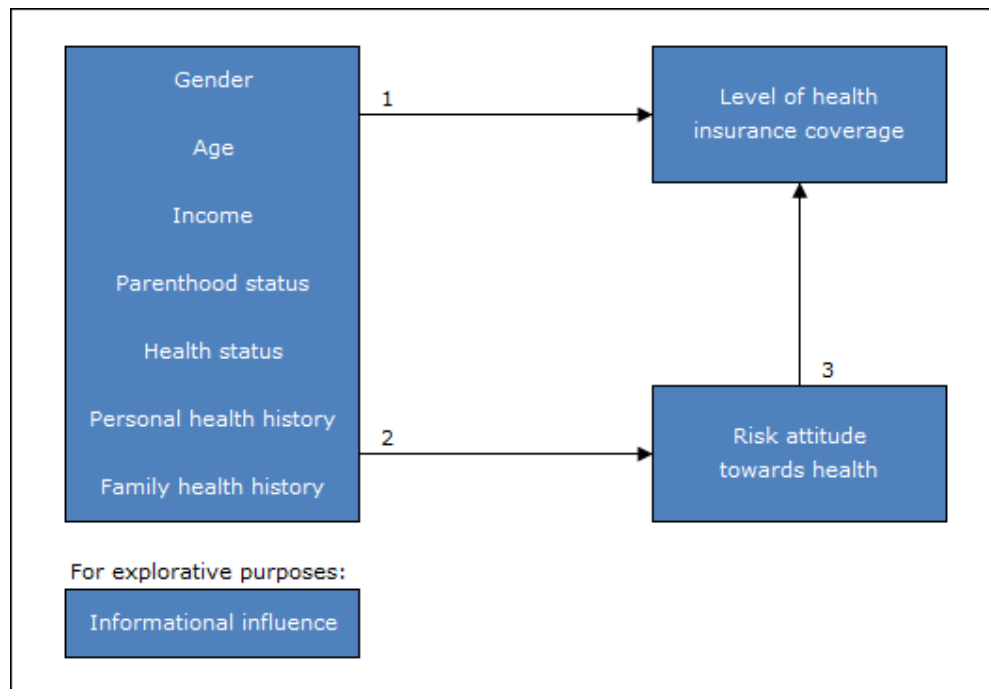 Gender
Age
Income
Parenthood status
Health status
Personal health history
Family health history
1
2
Level of health
insurance coverage
3
Risk attitude
towards health
For explorative purposes:
Informational influence